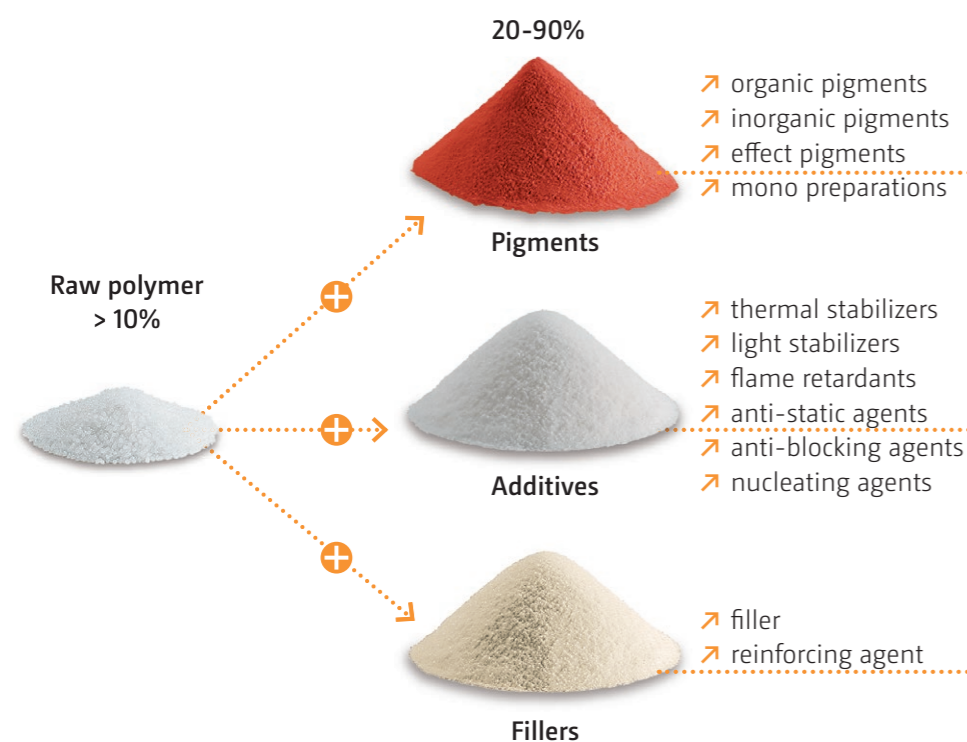 20-90%
organic pigments
inorganic pigments
effect pigments
mono preparations
Pigments
Raw polymer
> 10%
thermal stabilizers
light stabilizers
flame retardants
anti-static agents
anti-blocking agents
nucleating agents
Additives
filler
reinforcing agent
Fillers